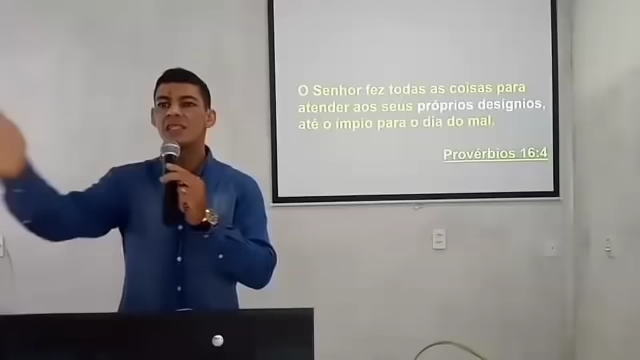 O Senhor fez todas as coisas para
atender aos seus próprios desígnios,
até o ímpio para o dia do mal.
Provérbios 16:4